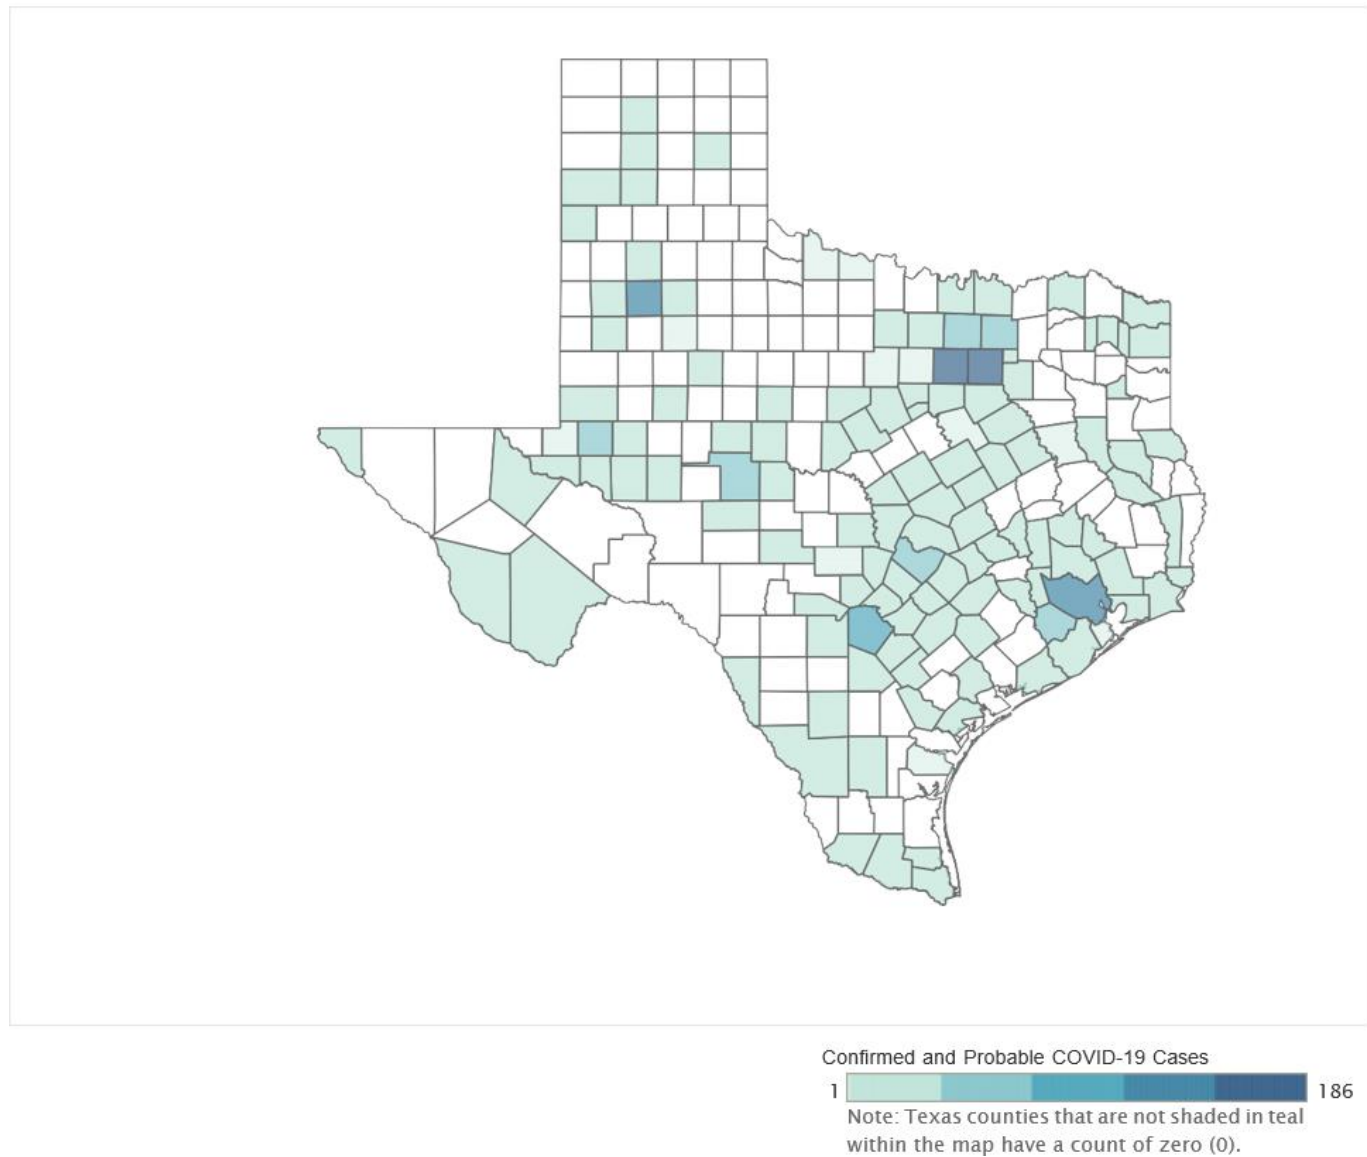 Confirmed and Probable COVID-19 Cases
1 186
Note: Texas counties that are not shaded in teal
within the map have a count of zero (0).